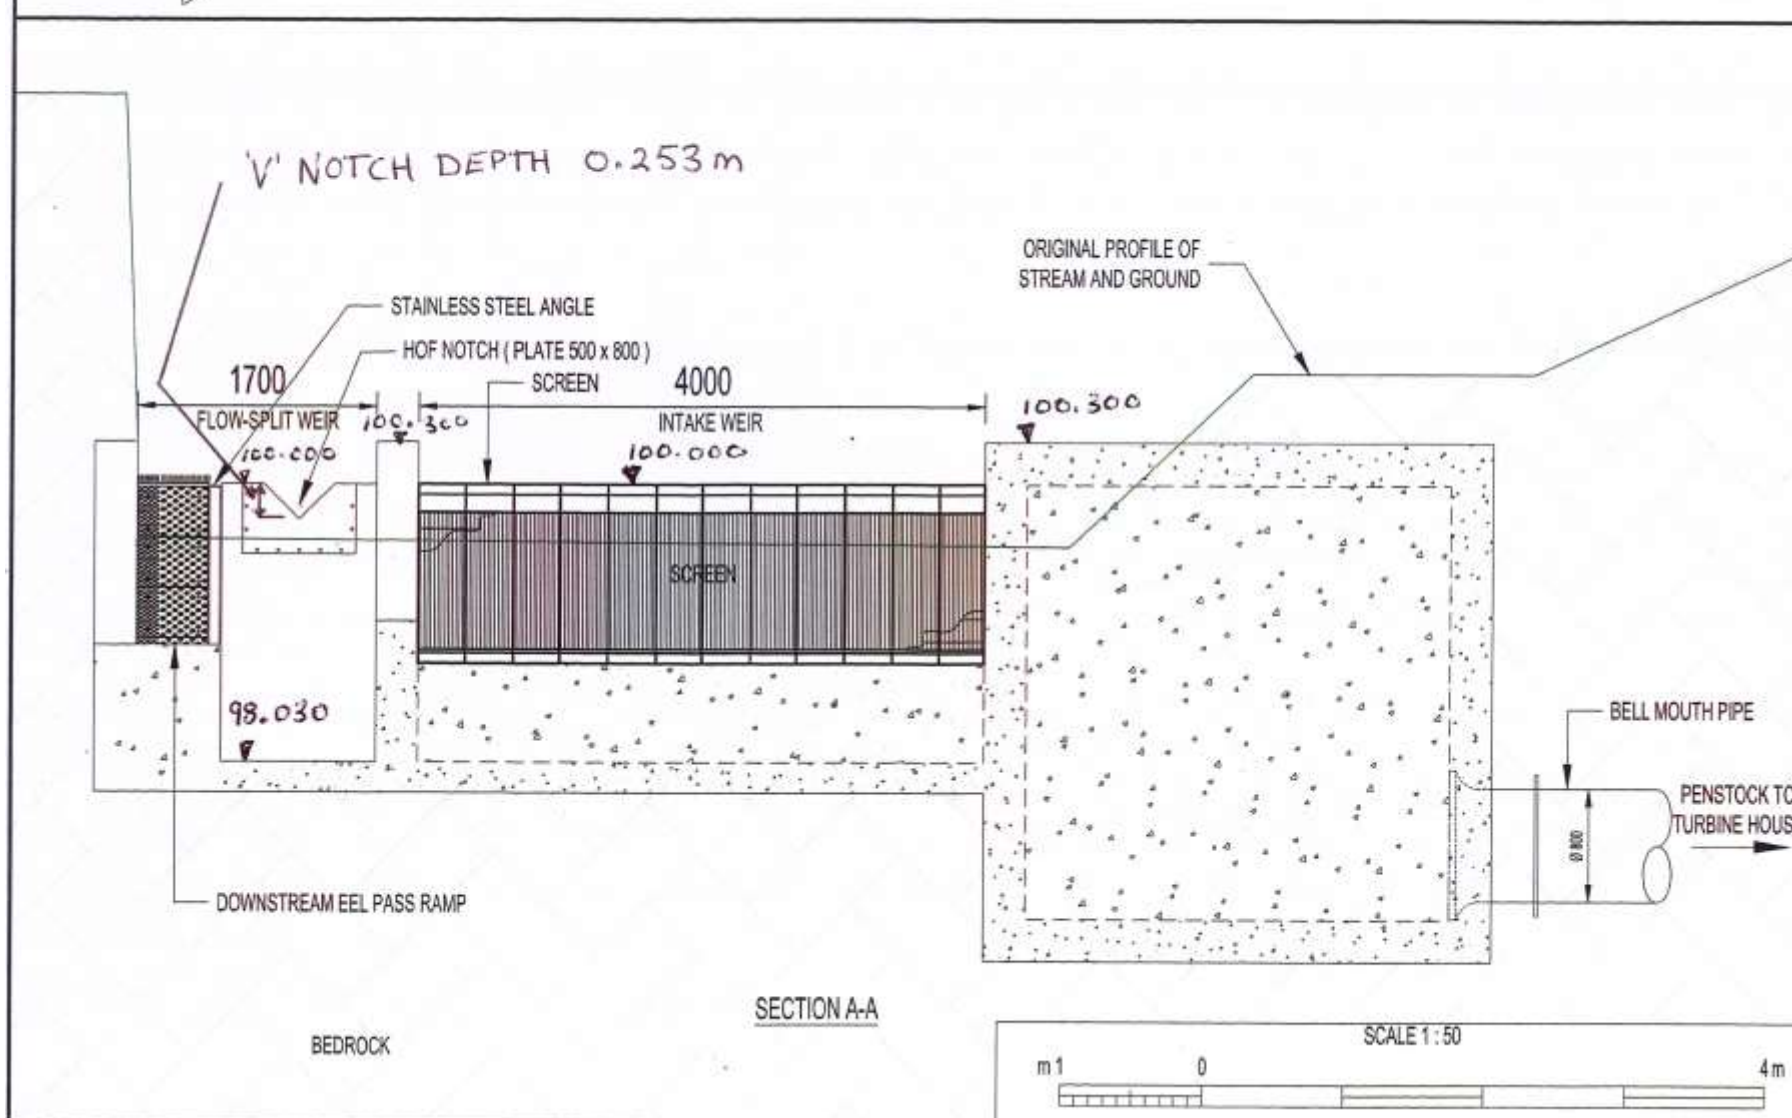 'V' NOTCH DEPTH 0.253m
ORIGINAL PROFILE OF
STREAM AND GROUND
STAINLESS STEEL ANGLE
HOF NOTCH ( PLATE 500 x 800 )
1700
SCREEN
4000
FLOW-SPLIT WEIR
100.300
INTAKE WEIR
100.300
100.000
100.000
SCREEN
98.030
BELL MOUTH PIPE
PENSTOCK TO
TURBINE HOUS
Ø 800
DOWNSTREAM EEL PASS RAMP
SECTION A-A
BEDROCK
SCALE 1 : 50
m 1 0 4 m